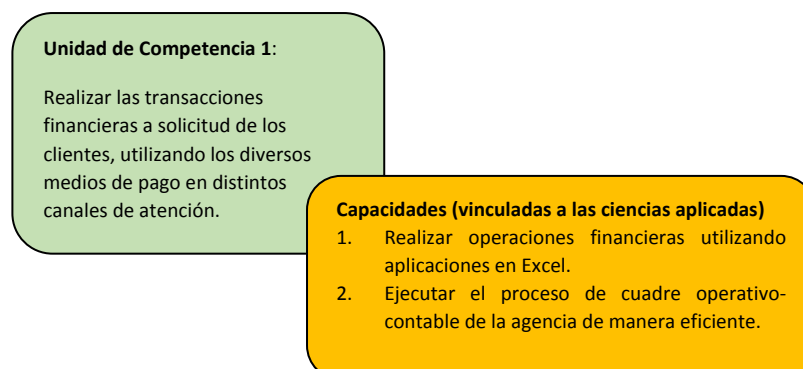 Unidad de Competencia 1:
Realizar las transacciones
financieras a solicitud de los
clientes, utilizando los diversos
medios de pago en distintos
canales de atención.
Capacidades (vinculadas a las ciencias aplicadas)
1. Realizar operaciones financieras utilizando
aplicaciones en Excel.
2. Ejecutar el proceso de cuadre operativo-
contable de la agencia de manera eficiente.